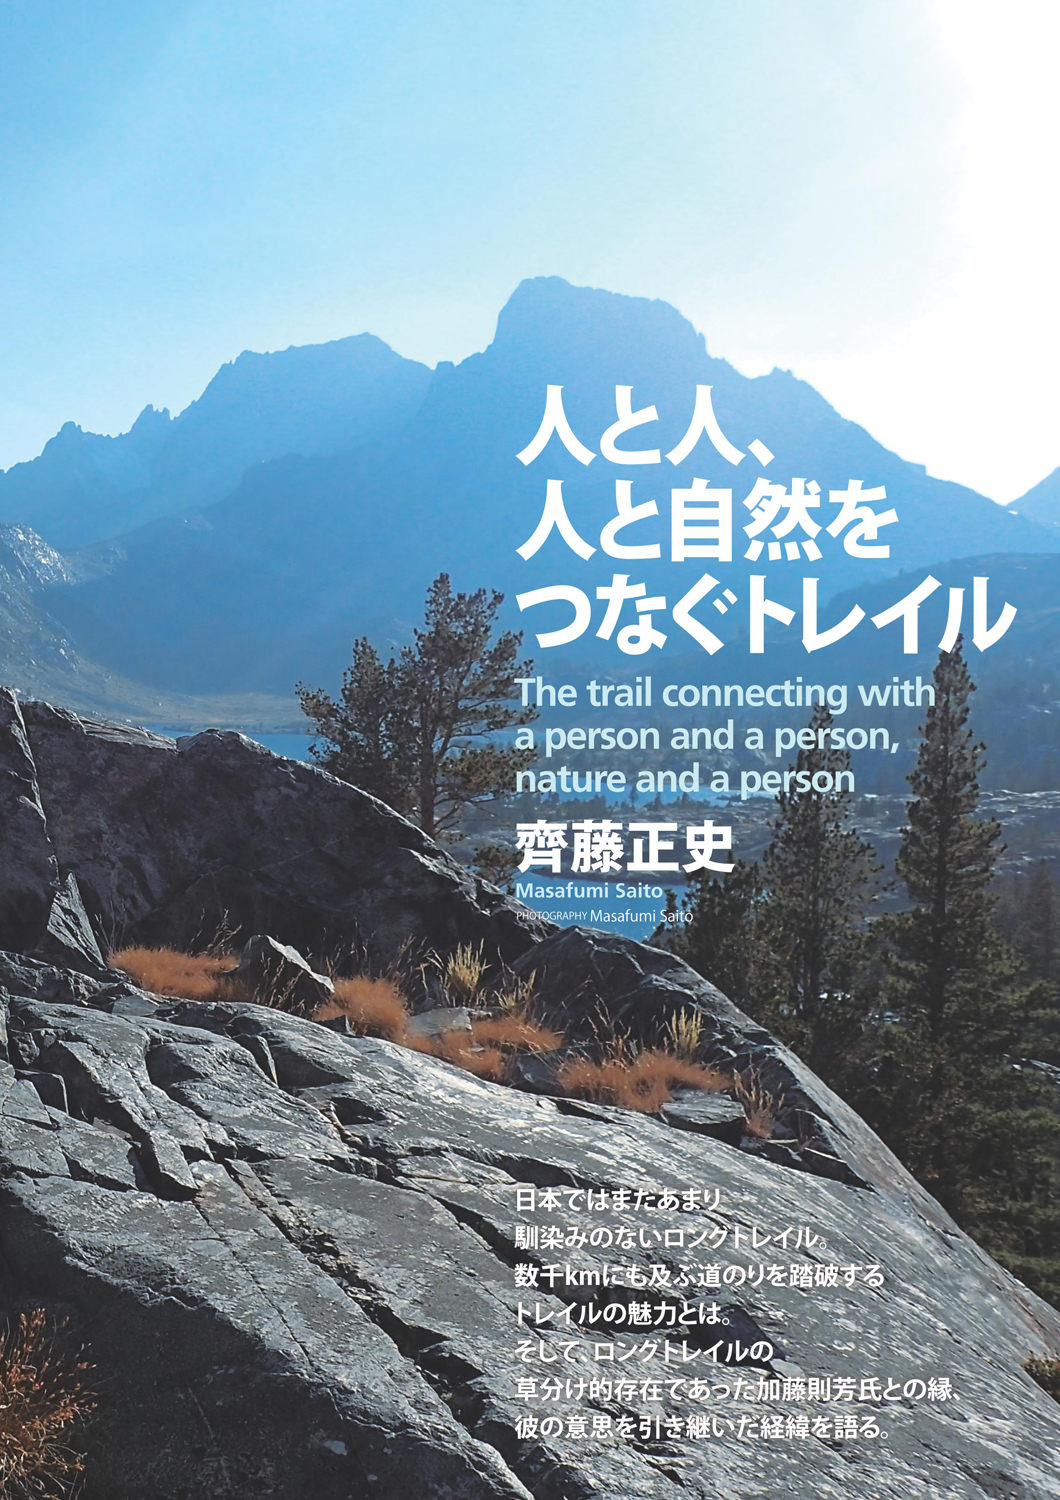 人と人、
人と自然を
つなぐトレイル
The trail connecting with
a person and a person,
nature and a person
齊藤正史
Masafumi Saito
PHOTOGRAPHY Masafumi Saito
日本ではまだあまり
馴染みのないロングトレイル。
数千kmにも及ぶ道のりを踏破する
トレイルの魅力とは。
そして、ロングトレイルの
草分け的存在であった加藤則芳氏との縁、
彼の意思を引き継いだ経緯を語る。